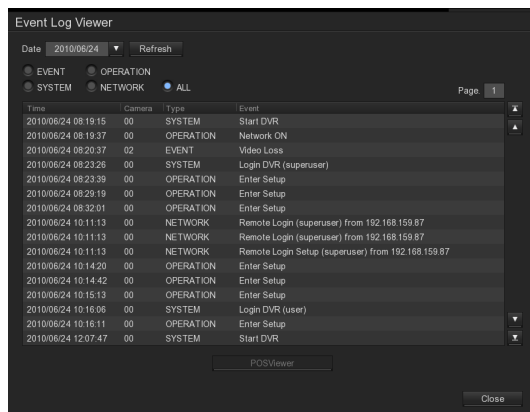 Event Log Viewer
Date 2010/06/24 Refresh
EVENT OPERATION
SYSTEM NETWORK ALL Page. 1
Time Camera Type Event
2010/06/24 08:19:15 00 SYSTEM Start DVR
2010/06/24 08:19:37 00 OPERATION Network ON
2010/06/24 08:20:37 02 EVENT Video Loss
2010/06/24 08:23:26 00 SYSTEM Login DVR (superuser)
2010/06/24 08:23:39 00 OPERATION Enter Setup
2010/06/24 08:29:19 00 OPERATION Enter Setup
2010/06/24 08:32:01 00 OPERATION Enter Setup
2010/06/24 10:11:13 00 NETWORK Remote Login (superuser) from 192.168.159.87
2010/06/24 10:11:13 00 NETWORK Remote Login (superuser) from 192.168.159.87
2010/06/24 10:11:13 00 NETWORK Remote Login Setup (superuser) from 192.168.159.87
2010/06/24 10:14:20 00 OPERATION Enter Setup
2010/06/24 10:14:42 00 OPERATION Enter Setup
2010/06/24 10:15:13 00 OPERATION Enter Setup
2010/06/24 10:16:06 00 SYSTEM Login DVR (user)
2010/06/24 10:16:11 00 OPERATION Enter Setup
2010/06/24 12:07:47 00 SYSTEM Start DVR
POSViewer
Close